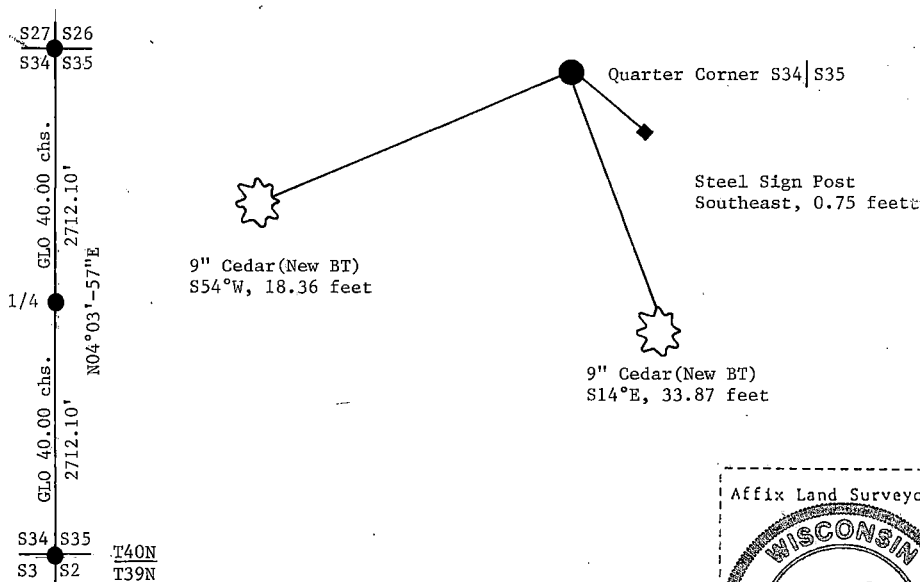 S27 S26
S34 S35
GLO 40.00 chs.
2712.10'
1/4
N04°03'-57"E
GLO 40.00 chs.
2712.10'
S34 S35
S3 S2
T40N
T39N
Quarter Corner S34|S35
Steel Sign Post
Southeast, 0.75 feet
9" Cedar(New BT)
S54°W, 18.36 feet
9" Cedar(New BT)
S14°E, 33.87 feet
Affix Land Surveyo
WISCONSIN